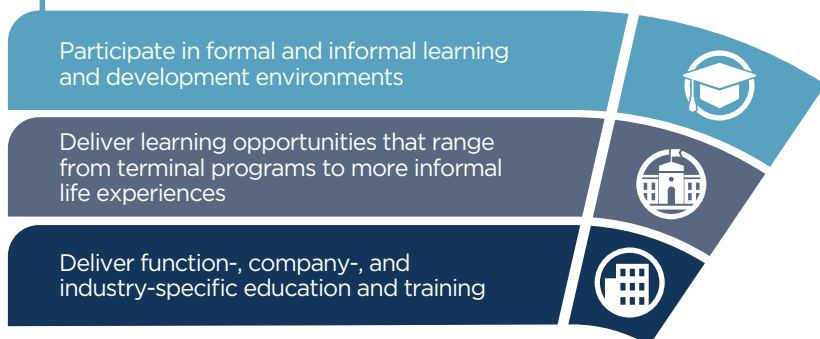 Participate in formal and informal learning
and development environments
Deliver learning opportunities that range
from terminal programs to more informal
life experiences
Deliver function-, company-, and
industry-specific education and training